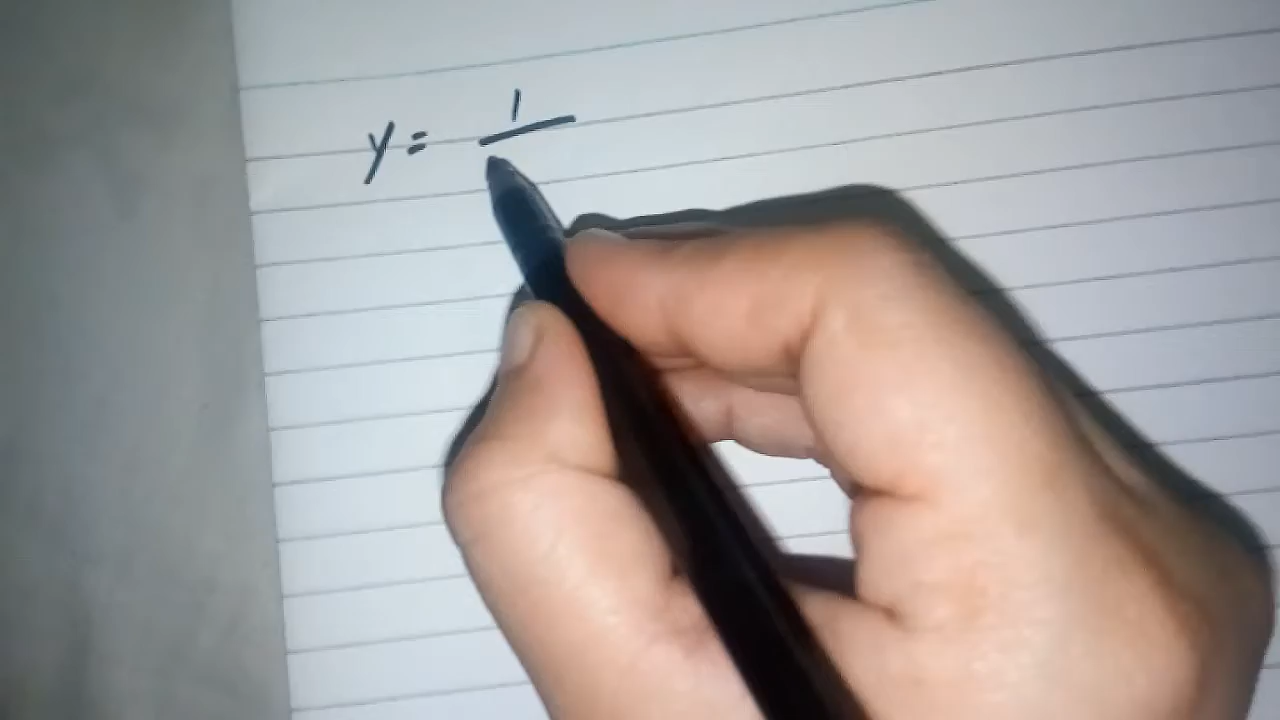 y = 1/